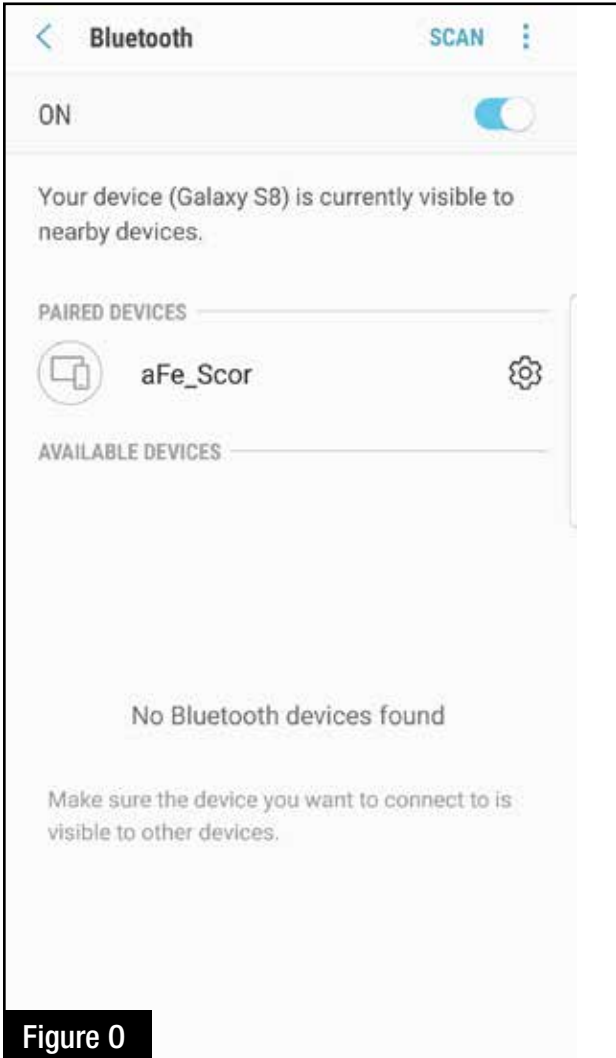 Bluetooth SCAN
ON
Your device (Galaxy S8) is currently visible to
nearby devices.
PAIRED DEVICES
aFe_Scor
AVAILABLE DEVICES
No Bluetooth devices found
Make sure the device you want to connect to is
visible to other devices.
Figure O